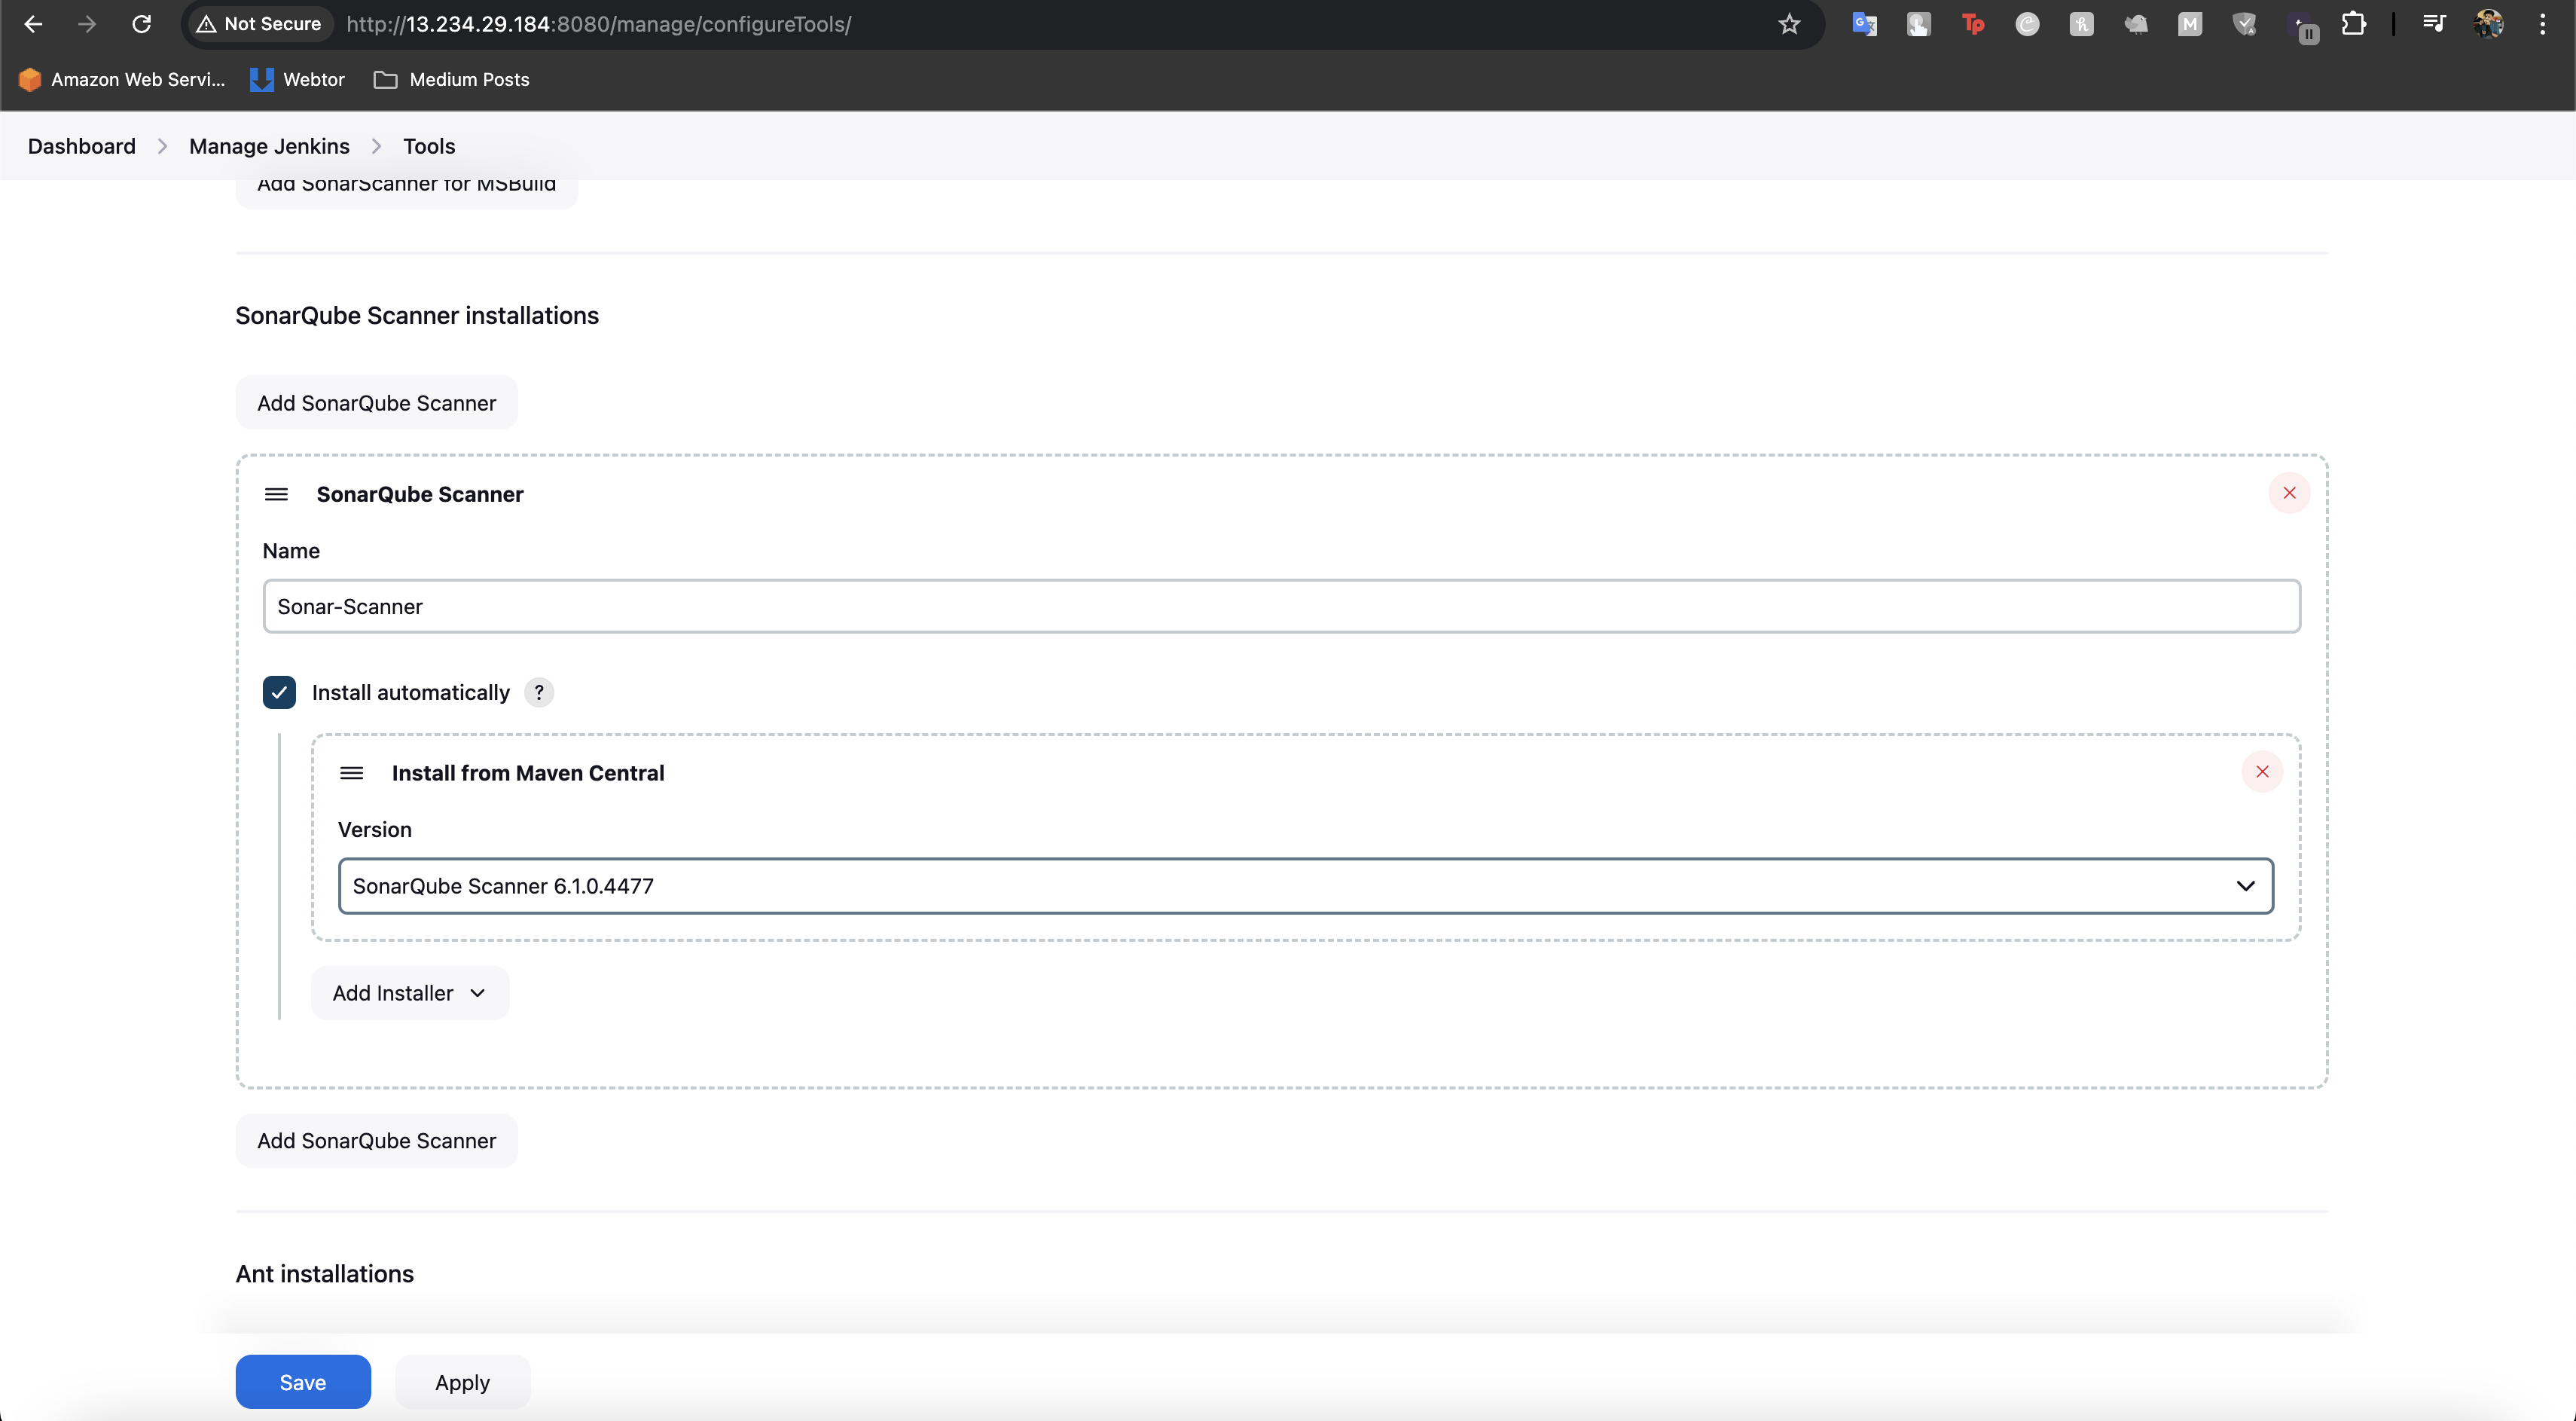 Not Secure http://13.234.29.184:8080/manage/configureTools/
Amazon Web Servi... Webtor Medium Posts
Dashboard Manage Jenkins Tools
Add SonarScanner for MSBuild
SonarQube Scanner installations
Add SonarQube Scanner
SonarQube Scanner
Name
Sonar-Scanner
Install automatically ?
Install from Maven Central
Version
SonarQube Scanner 6.1.0.4477
Add Installer
Add SonarQube Scanner
Ant installations
Save Apply